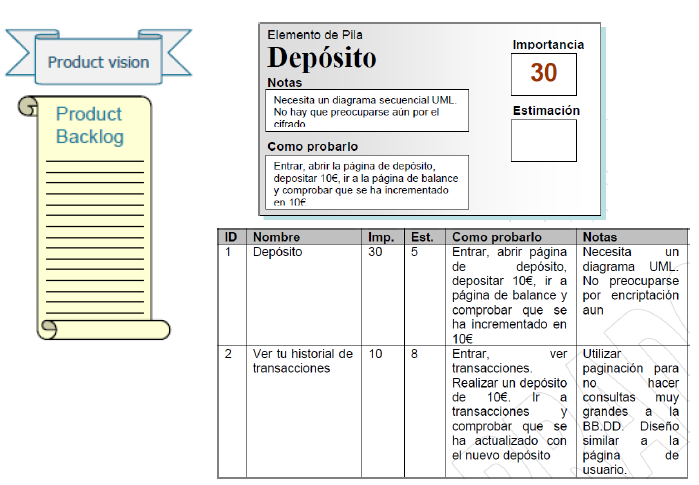 Product vision
Product
Backlog
Elemento de Pila
Depósito
Notas
Necesita un diagrama secuencial UML.
No hay que preocuparse aún por el
cifrado
Como probarlo
Entrar, abrir la página de depósito,
depositar 10€, ir a la página de balance
y comprobar que se ha incrementado
en 10€
Importancia
30
Estimación
ID Nombre Imp. Est. Como probarlo Notas
1 Depósito 30 5
Entrar, abrir página
de depósito,
depositar 10€, ir a
página de balance y
comprobar que se
ha incrementado en
10€
Necesita un
diagrama UML.
No preocuparse
por encriptación
aun
2 Ver tu historial de
transacciones
10 8
Entrar, ver
transacciones.
Realizar un depósito
de 10€. Ir a
transacciones y
comprobar que se
ha actualizado con
el nuevo depósito
Utilizar
paginación para
no hacer
consultas muy
grandes a la
BB.DD. Diseño
similar a la
página de
usuario.